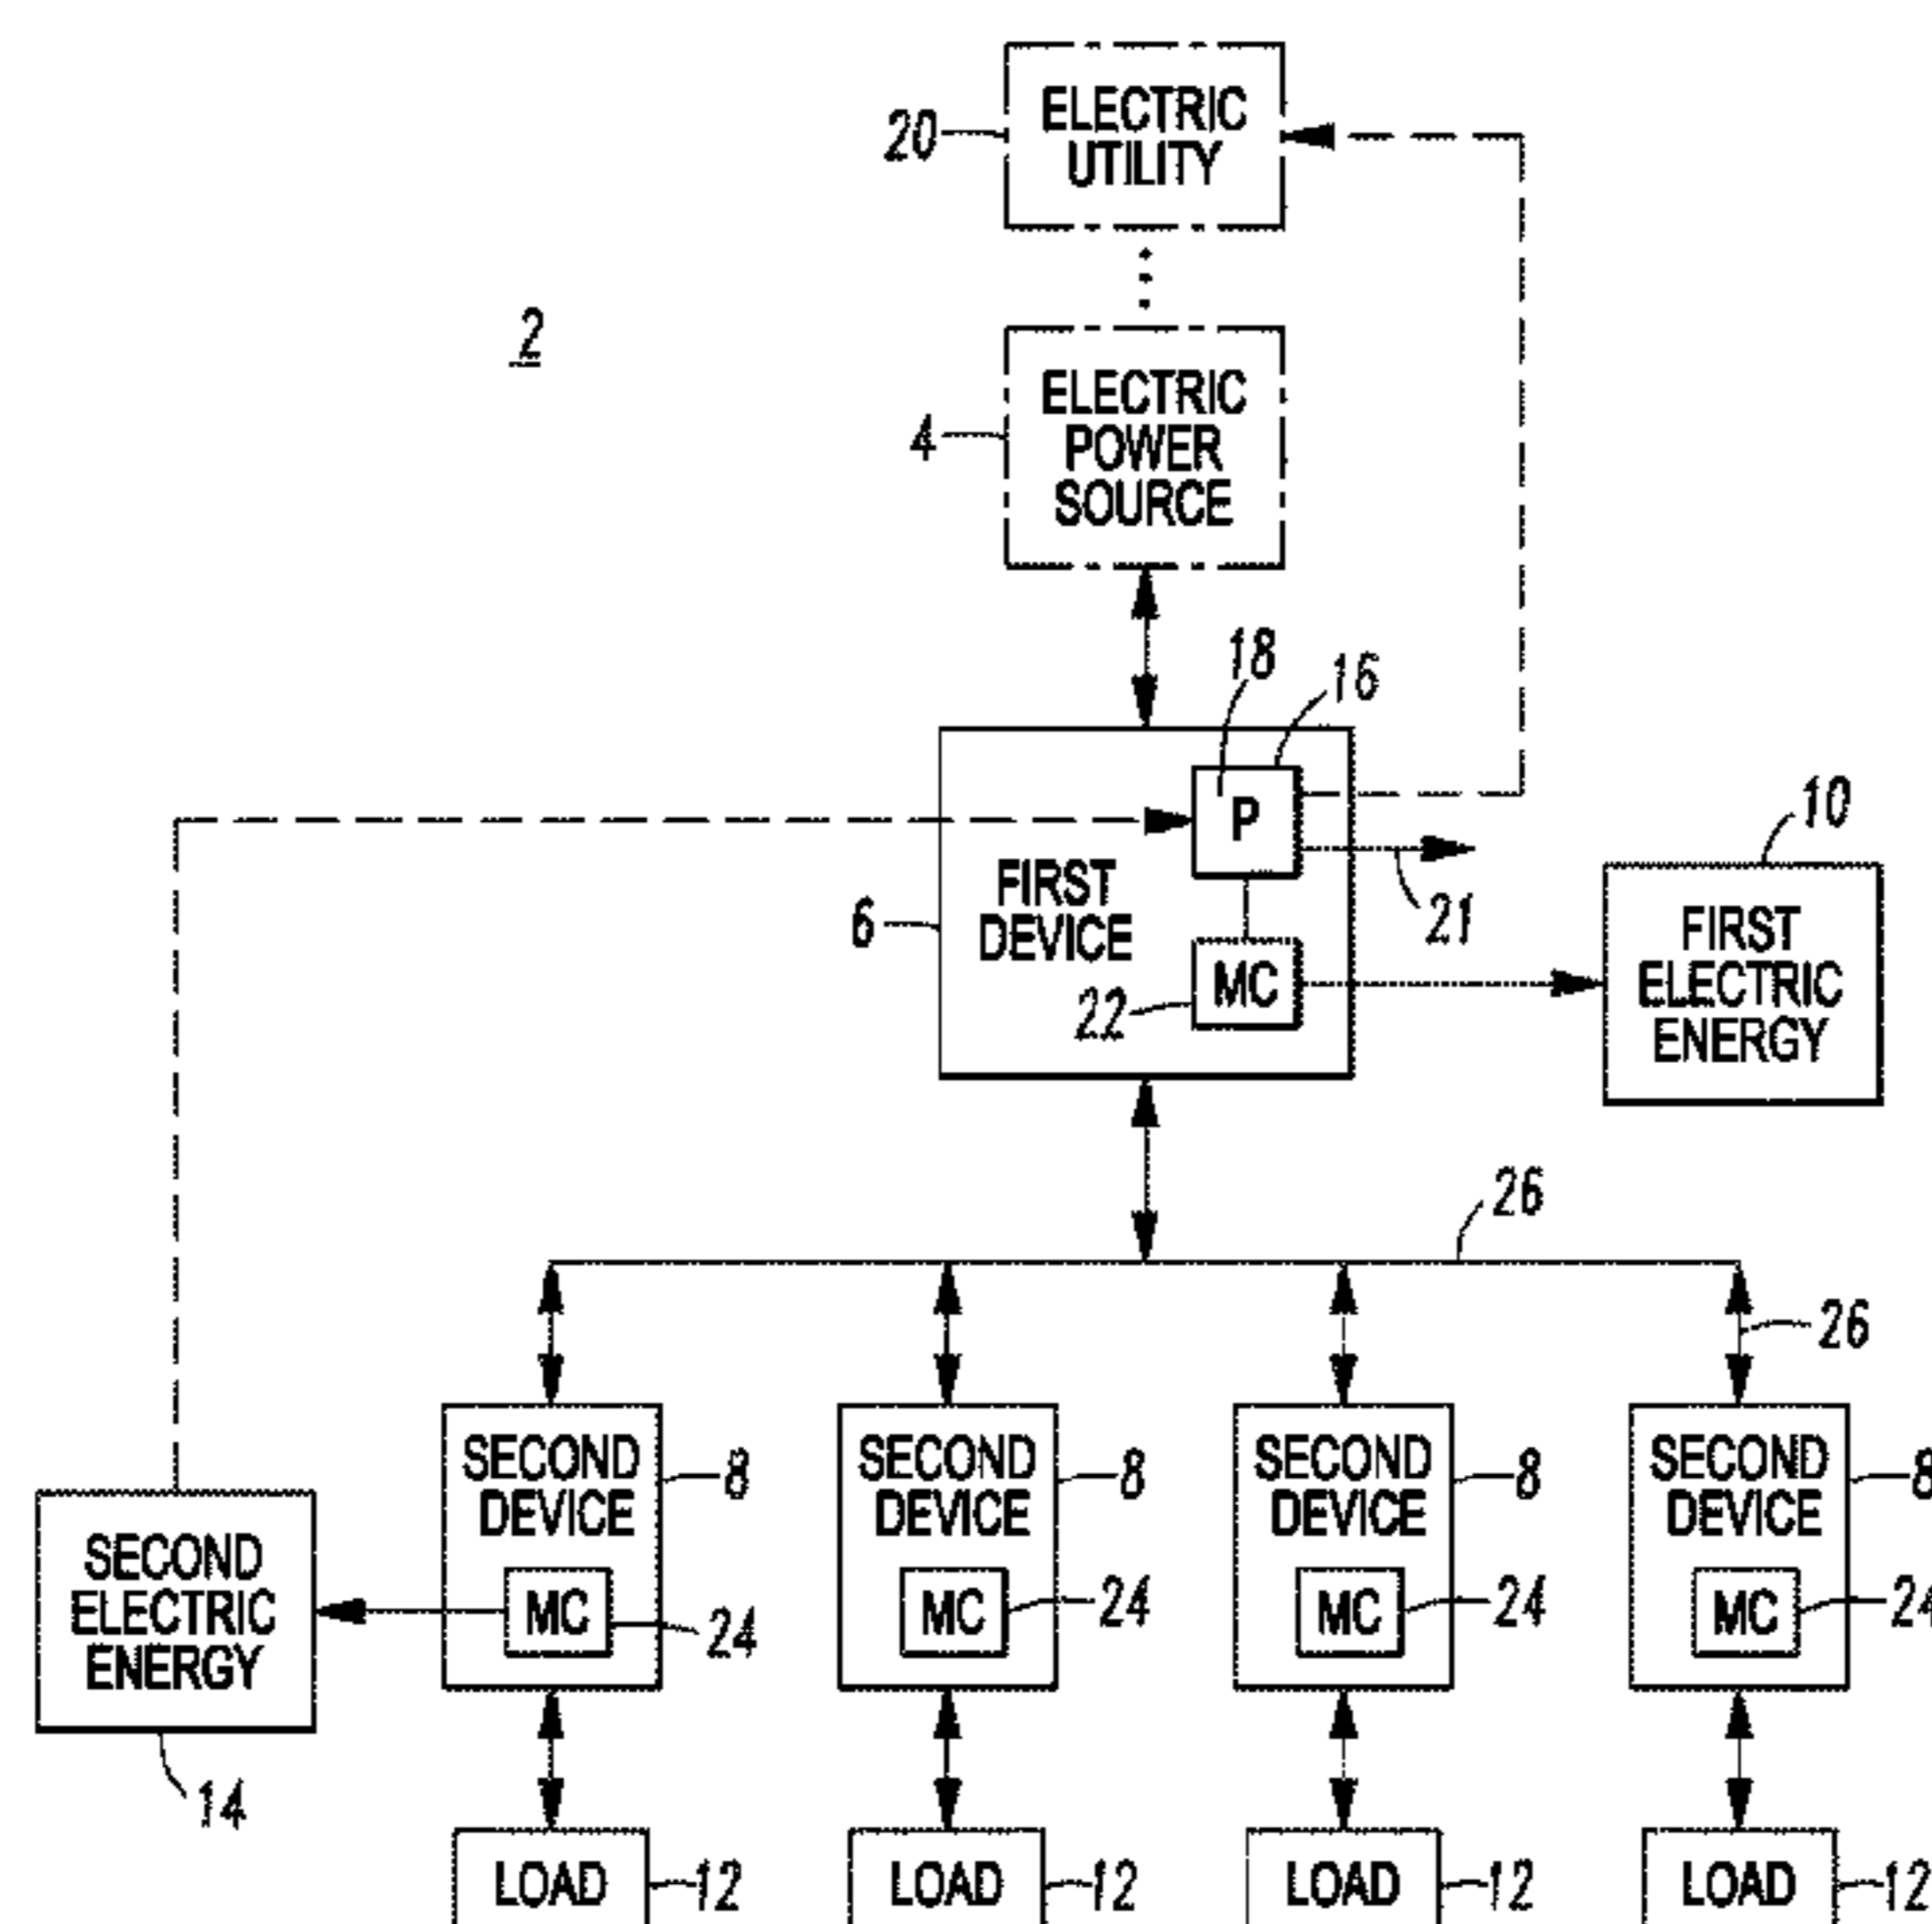 20
ELECTRIC
UTILITY
2
4
ELECTRIC
POWER
SOURCE
18
16
P
10
6
FIRST
DEVICE
21
22
MC
FIRST
ELECTRIC
ENERGY
26
26
SECOND
DEVICE
8
SECOND
DEVICE
8
SECOND
DEVICE
8
SECOND
DEVICE
8
SECOND
ELECTRIC
ENERGY
MC
24
MC
24
MC
24
MC
24
14
LOAD
12
LOAD
12
LOAD
12
LOAD
12